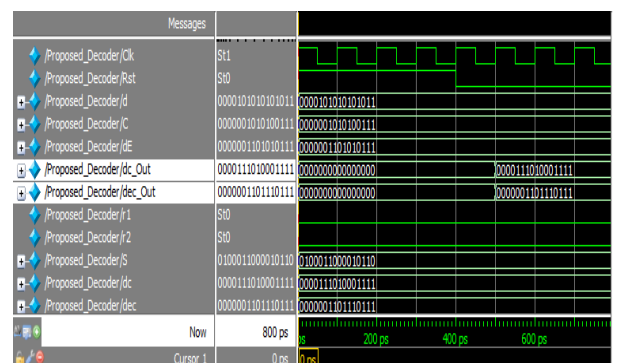 Messages
/Proposed_Decoder/Clk St1
/Proposed_Decoder/Rst St0
/Proposed_Decoder/d 0000101010101011 0000101010101011
/Proposed_Decoder/C 0000001010100111 0000001010100111
/Proposed_Decoder/dE 0000001101010111 0000001101010111
/Proposed_Decoder/dc_Out 0000111010001111 0000000000000000 0000111010001111
/Proposed_Decoder/dec_Out 0000001101110111 0000000000000000 0000001101110111
/Proposed_Decoder/r1 St0
/Proposed_Decoder/r2 St0
/Proposed_Decoder/S 0100011000010110 0100011000010110
/Proposed_Decoder/dc 0000111010001111 0000111010001111
/Proposed_Decoder/dec 0000001101110111 0000001101110111
Now 800 ps ps 200 ps 400 ps 600 ps
Cursor 1 0 ps 0 ps